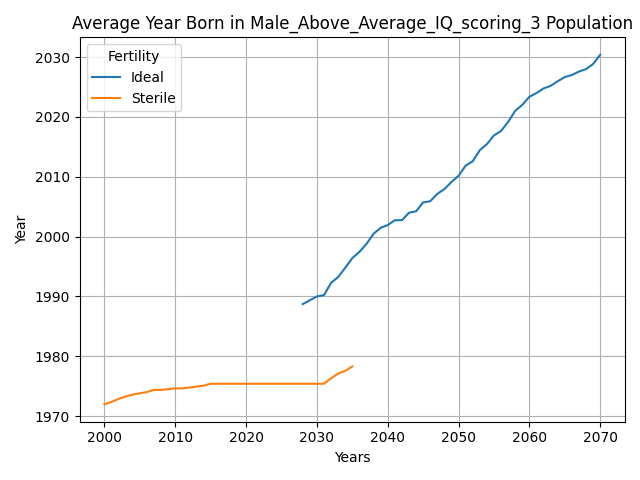 Average Year Born in Male_Above_Average_IQ_scoring_3 Population
Fertility
Ideal
Sterile
2030
2020
2010
2000
1990
1980
1970
Year
2000 2010 2020 2030 2040 2050 2060 2070
Years